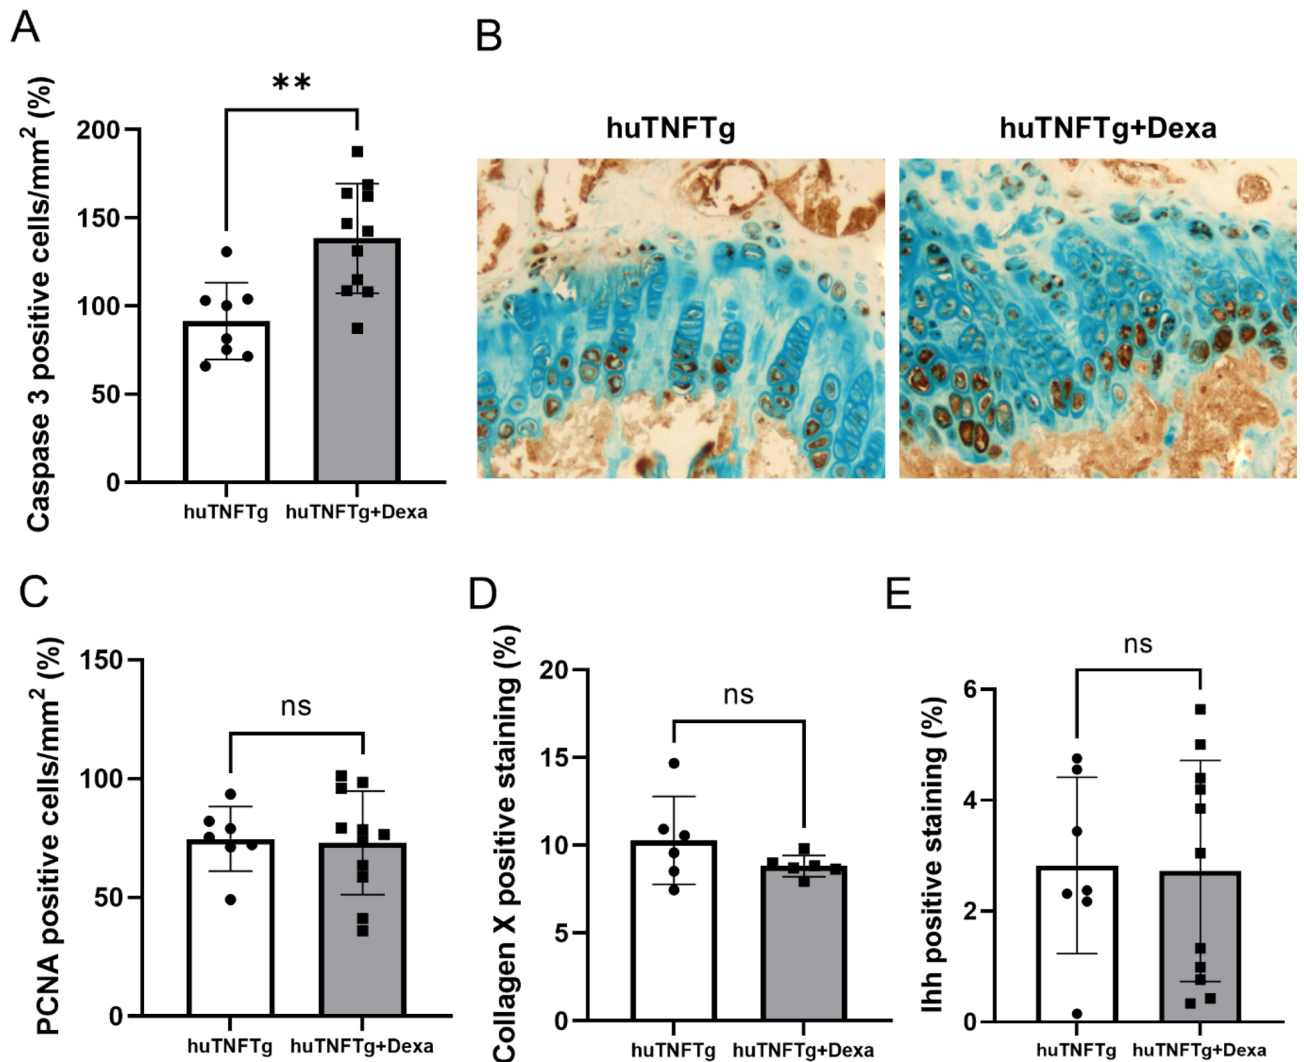 A
Caspase 3 positive cells/mm² (%)
**
200
150
100
50
0
huTNFTg
huTNFTg+Dexa
B
huTNFTg
huTNFTg+Dexa
C
PCNA positive cells/mm² (%)
ns
150
100
50
0
huTNFTg
huTNFTg+Dexa
D
Collagen X positive staining (%)
ns
20
15
10
5
0
huTNFTg
huTNFTg+Dexa
E
Ihh positive staining (%)
ns
6
4
2
0
huTNFTg
huTNFTg+Dexa